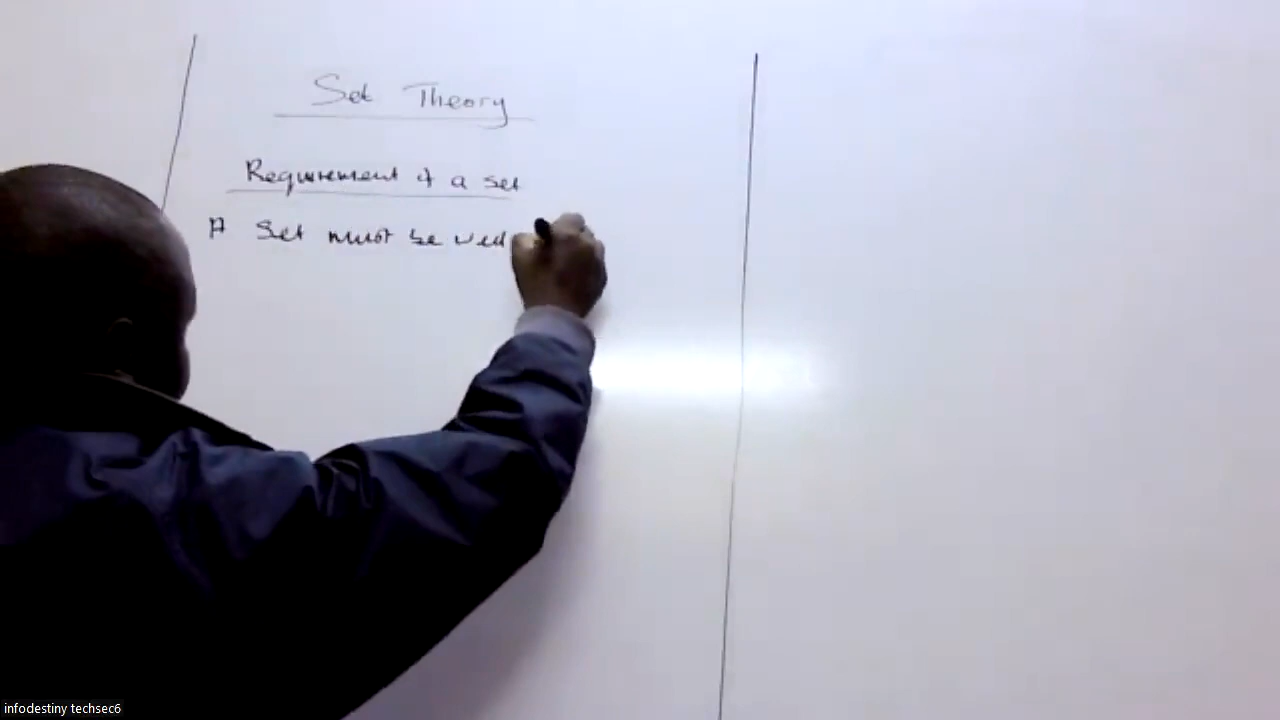 Set Theory
Requirement of a set
A Set must be well
infodestiny techsec6